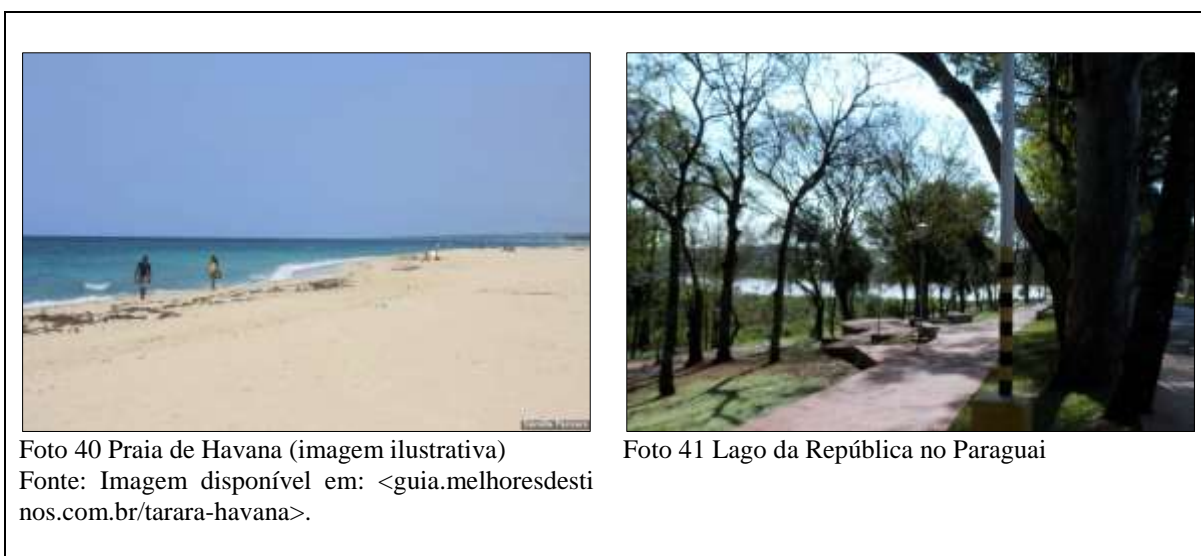 Foto 40 Praia de Havana (imagem ilustrativa)
Fonte: Imagem disponível em: <guia.melhoresdesti
nos.com.br/tarara-havana>.
Foto 41 Lago da República no Paraguai